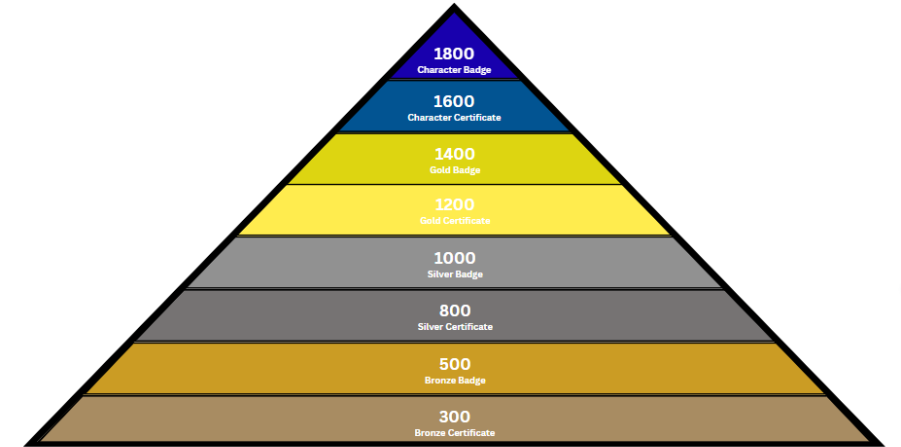 1800
Character Badge
1600
Character Certificate
1400
Gold Badge
1200
Gold Certificate
1000
Silver Badge
800
Silver Certificate
500
Bronze Badge
300
Bronze Certificate